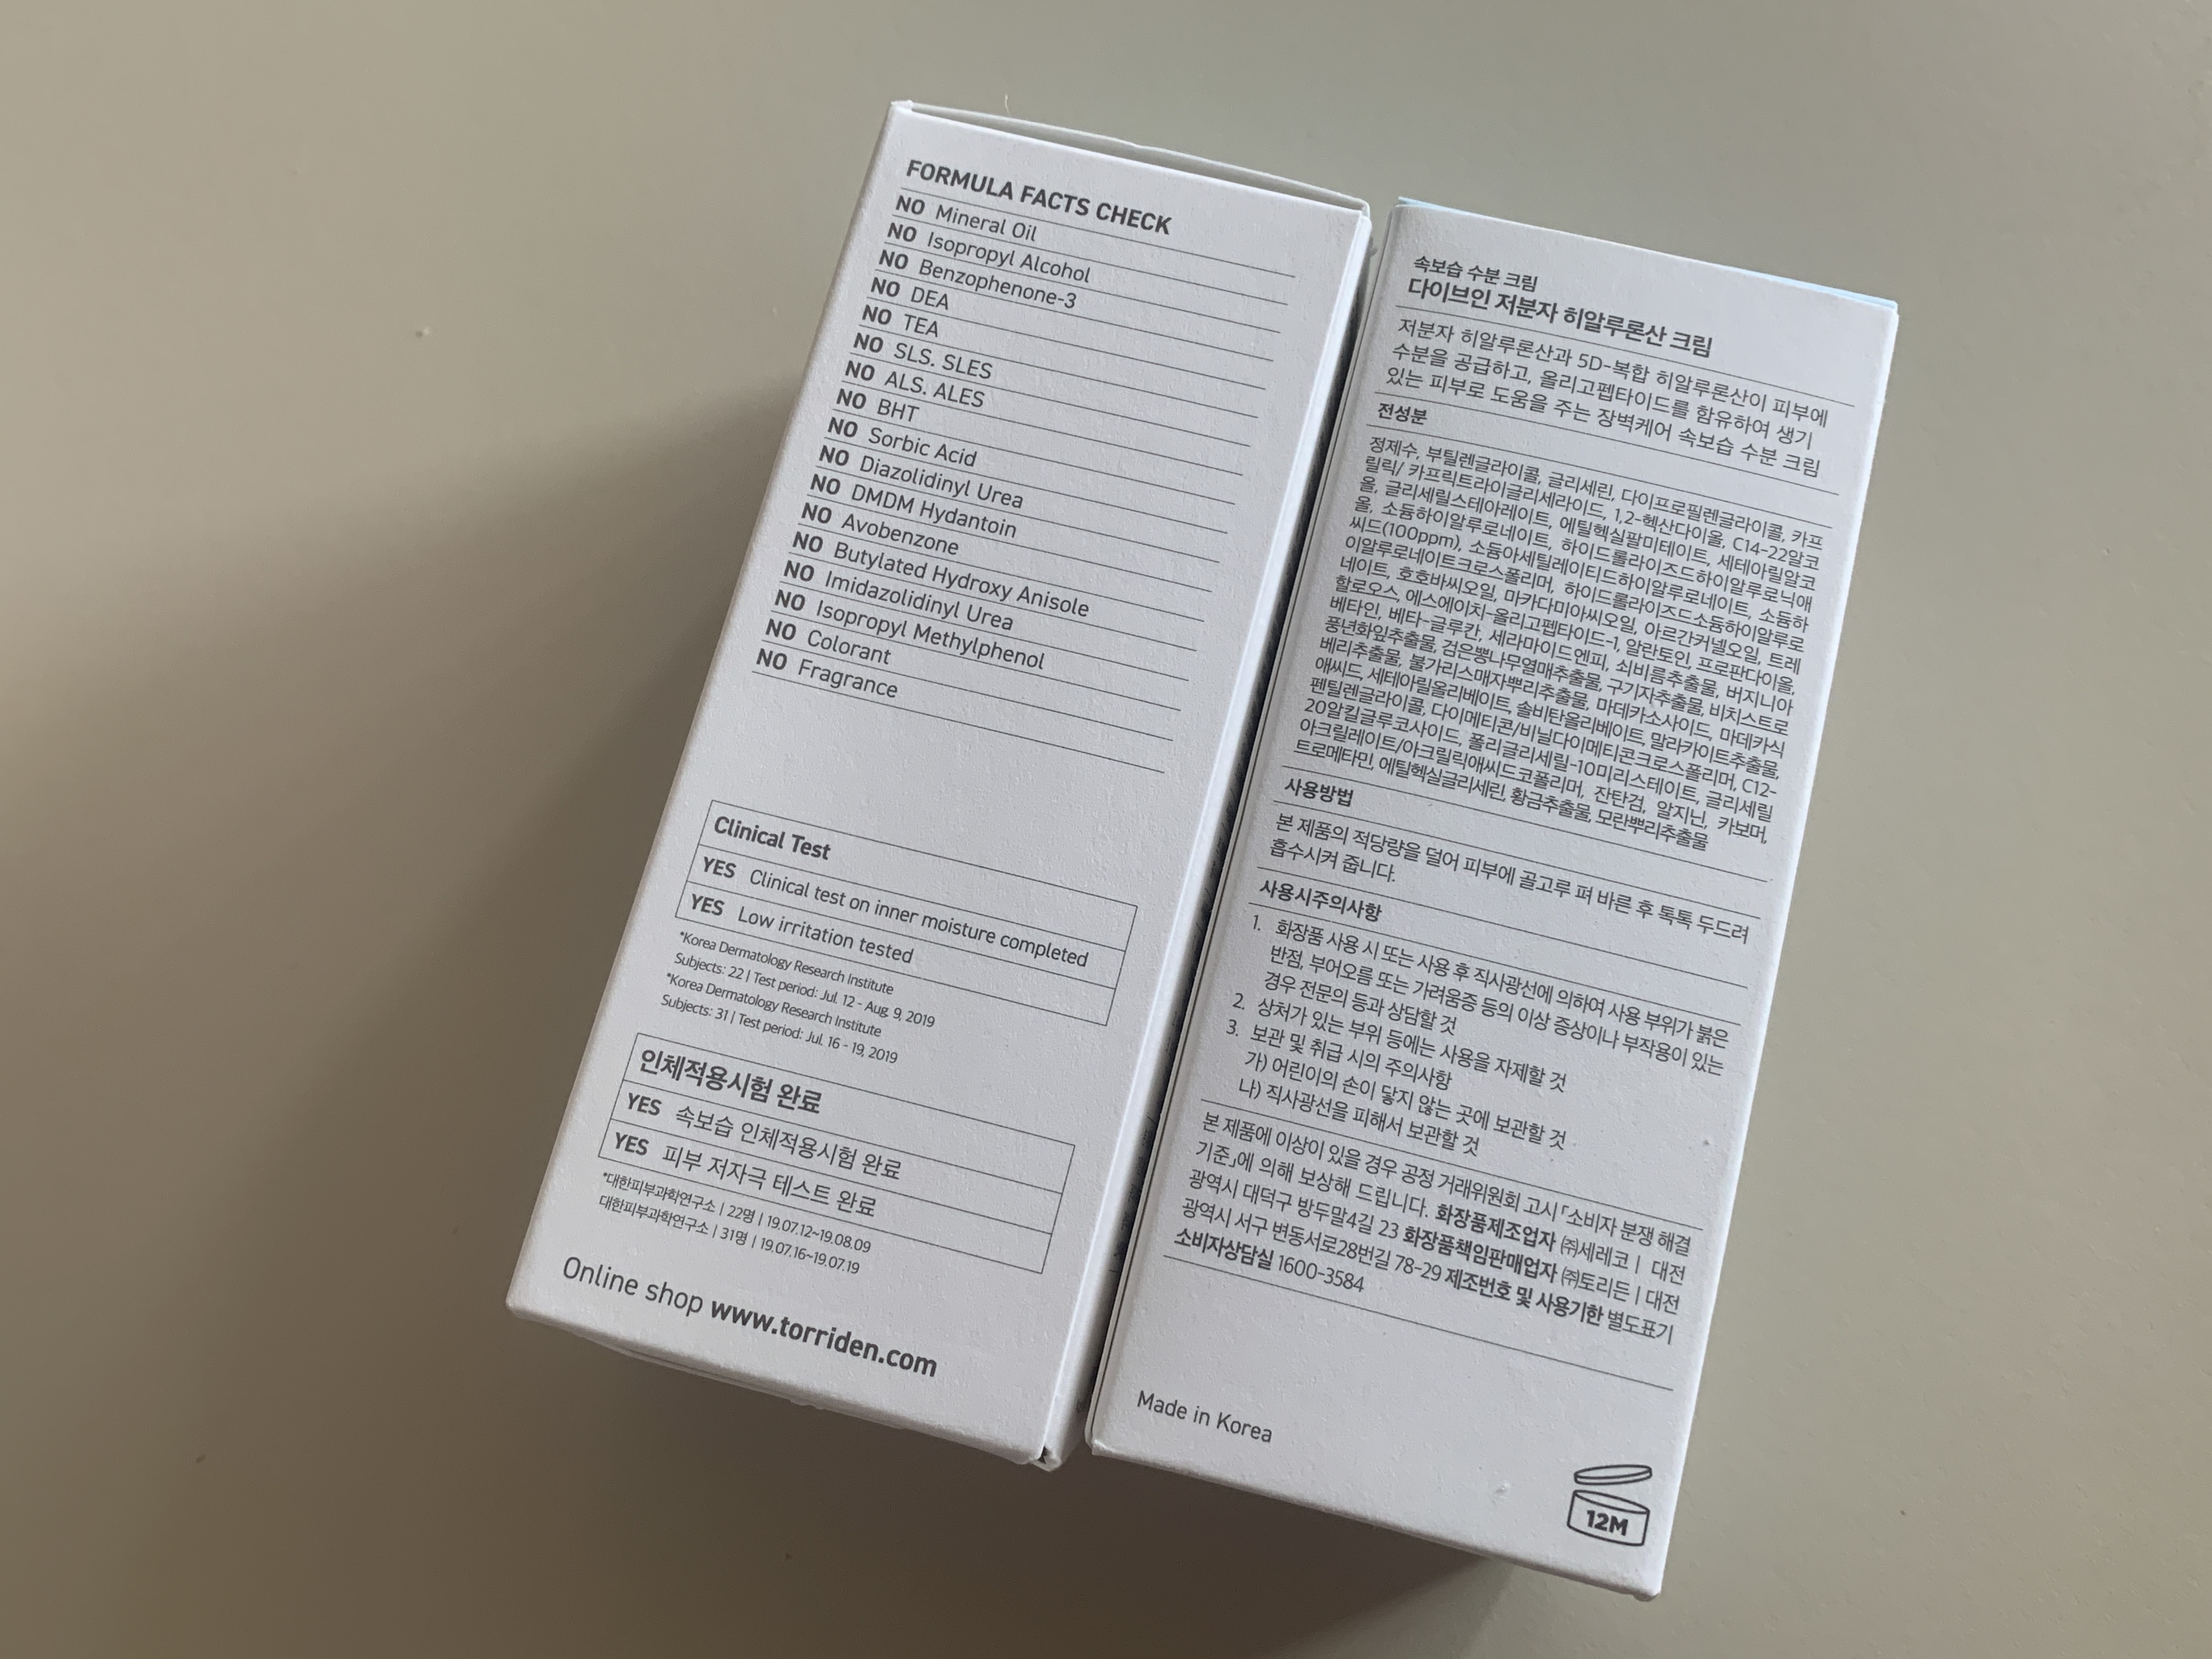 FORMULA FACTS CHECK
NO Mineral Oil
NO Isopropyl Alcohol
NO Benzophenone-3
NO DEA
NO TEA
NO SLS. SLES
NO ALS. ALES
NO BHT
NO Sorbic Acid
NO Diazolidinyl Urea
NO DMDM Hydantoin
NO Avobenzone
NO Butylated Hydroxy Anisole
NO Imidazolidinyl Urea
NO Isopropyl Methylphenol
NO Colorant
NO Fragrance
Clinical Test
YES Clinical test on inner moisture completed
YES Low irritation tested
*Korea Dermatology Research Institute
Subjects: 22 | Test period: Jul. 12 - Aug. 9, 2019
*Korea Dermatology Research Institute
Subjects: 31 | Test period: Jul. 16 - 19, 2019
인체적용시험 완료
YES 속보습 인체적용시험 완료
YES 피부 저자극 테스트 완료
*대한피부과학연구소 | 22명 | 19.07.12~19.08.09
대한피부과학연구소 | 31명 | 19.07.16~19.07.19
Online shop www.torriden.com
속보습 수분 크림
다이브인 저분자 히알루론산 크림
저분자 히알루론산과 5D-복합 히알루론산이 피부에
수분을 공급하고, 올리고펩타이드를 함유하여 생기
있는 피부로 도움을 주는 장벽케어 속보습 수분 크림
전성분
정제수, 부틸렌글라이콜, 글리세린, 다이프로필렌글라이콜, 카프
릴릭/ 카프릭트라이글리세라이드, 1,2-헥산다이올, C14-22알코
올, 글리세릴스테아레이트, 에틸헥실팔미테이트, 세테아릴알코
올, 소듐하이알루로네이트, 하이드롤라이즈드하이알루로닉애
씨드(100ppm), 소듐아세틸레이티드하이알루로네이트, 소듐하
이알루로네이트크로스폴리머, 하이드롤라이즈드소듐하이알루로
네이트, 호호바씨오일, 마카다미아씨오일, 아르간커넬오일, 트레
할로오스, 에스에이치-올리고펩타이드-1, 알란토인, 프로판다이올,
베타인, 베타-글루칸, 세라마이드엔피, 쇠비름추출물, 버지니아
풍년화잎추출물, 검은뽕나무열매추출물, 구기자추출물, 비치스트로
베리추출물, 불가리스매자뿌리추출물, 마데카소사이드, 마데카식
애씨드, 세테아릴올리베이트, 솔비탄올리베이트, 말라카이트추출물,
펜틸렌글라이콜, 다이메티콘/비닐다이메티콘크로스폴리머, C12-
20알킬글루코사이드, 폴리글리세릴-10미리스테이트, 글리세릴
아크릴레이트/아크릴릭애씨드코폴리머, 잔탄검, 알지닌, 카보머,
트로메타민, 에틸헥실글리세린, 황금추출물, 모란뿌리추출물
사용방법
본 제품의 적당량을 덜어 피부에 골고루 펴 바른 후 톡톡 두드려
흡수시켜 줍니다.
사용시주의사항
1. 화장품 사용 시 또는 사용 후 직사광선에 의하여 사용 부위가 붉은
반점, 부어오름 또는 가려움증 등의 이상 증상이나 부작용이 있는
경우 전문의 등과 상담할 것
2. 상처가 있는 부위 등에는 사용을 자제할 것
3. 보관 및 취급 시의 주의사항
가) 어린이의 손이 닿지 않는 곳에 보관할 것
나) 직사광선을 피해서 보관할 것
본 제품에 이상이 있을 경우 공정 거래위원회 고시 「소비자 분쟁 해결
기준」에 의해 보상해 드립니다. 화장품제조업자 ㈜세레코 | 대전
광역시 대덕구 방두말4길 23 화장품책임판매업자 ㈜토리든 | 대전
광역시 서구 변동서로28번길 78-29 제조번호 및 사용기한 별도표기
소비자상담실 1600-3584
Made in Korea
12M